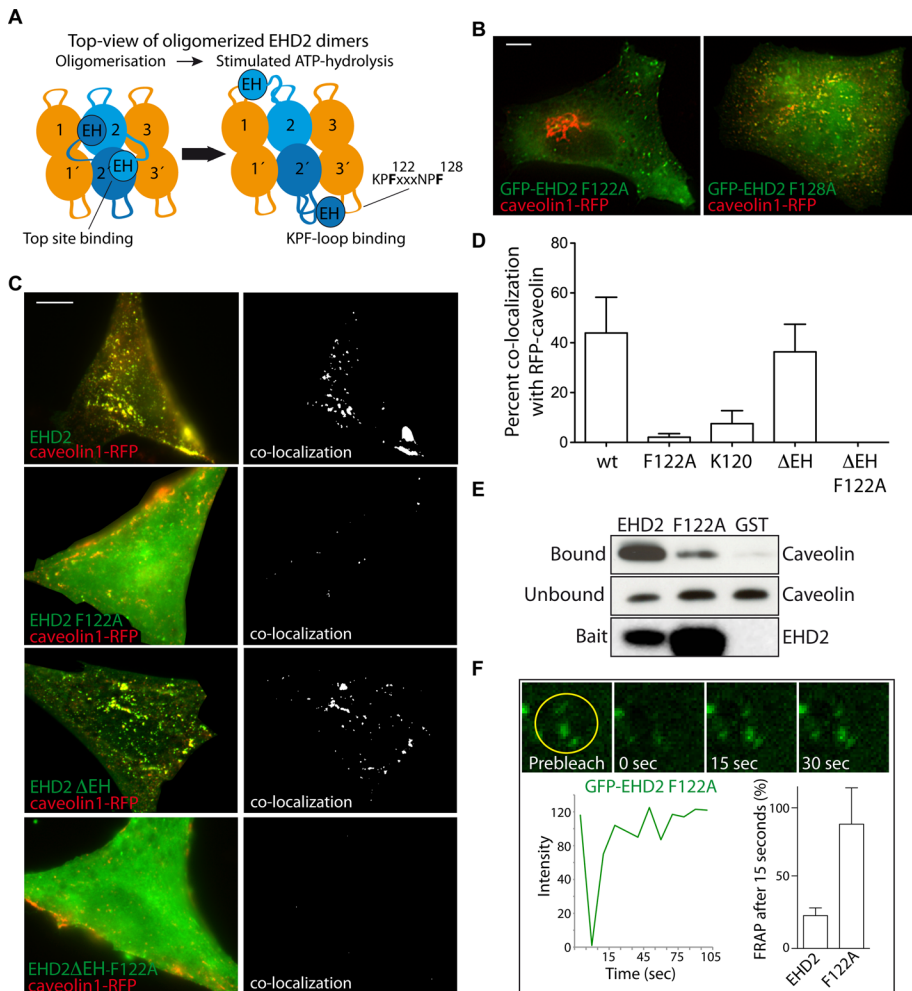 A
Top-view of oligomerized EHD2 dimers
Oligomerisation → Stimulated ATP-hydrolysis
EH
1 EH 2 3
1 2 3
1´ 2´ EH 3´
1´ 2´ 3´
122 128
KPFxxxNPF
EH
Top site binding
KPF-loop binding
B
GFP-EHD2 F122A
caveolin1-RFP
GFP-EHD2 F128A
caveolin1-RFP
C
EHD2
caveolin1-RFP
co-localization
EHD2 F122A
caveolin1-RFP
co-localization
EHD2 ΔEH
caveolin1-RFP
co-localization
EHD2ΔEH-F122A
caveolin1-RFP
co-localization
D
Percent co-localization
with RFP-caveolin
80
60
40
20
0
wt F122A K120 ΔEH ΔEH
F122A
E
EHD2 F122A GST
Bound Caveolin
Unbound Caveolin
Bait EHD2
F
Prebleach 0 sec 15 sec 30 sec
GFP-EHD2 F122A
Intensity
120
80
40
120
80
40
0
15 45 75 105
Time (sec)
FRAP after 15 seconds (%)
100
50
0
EHD2 F122A